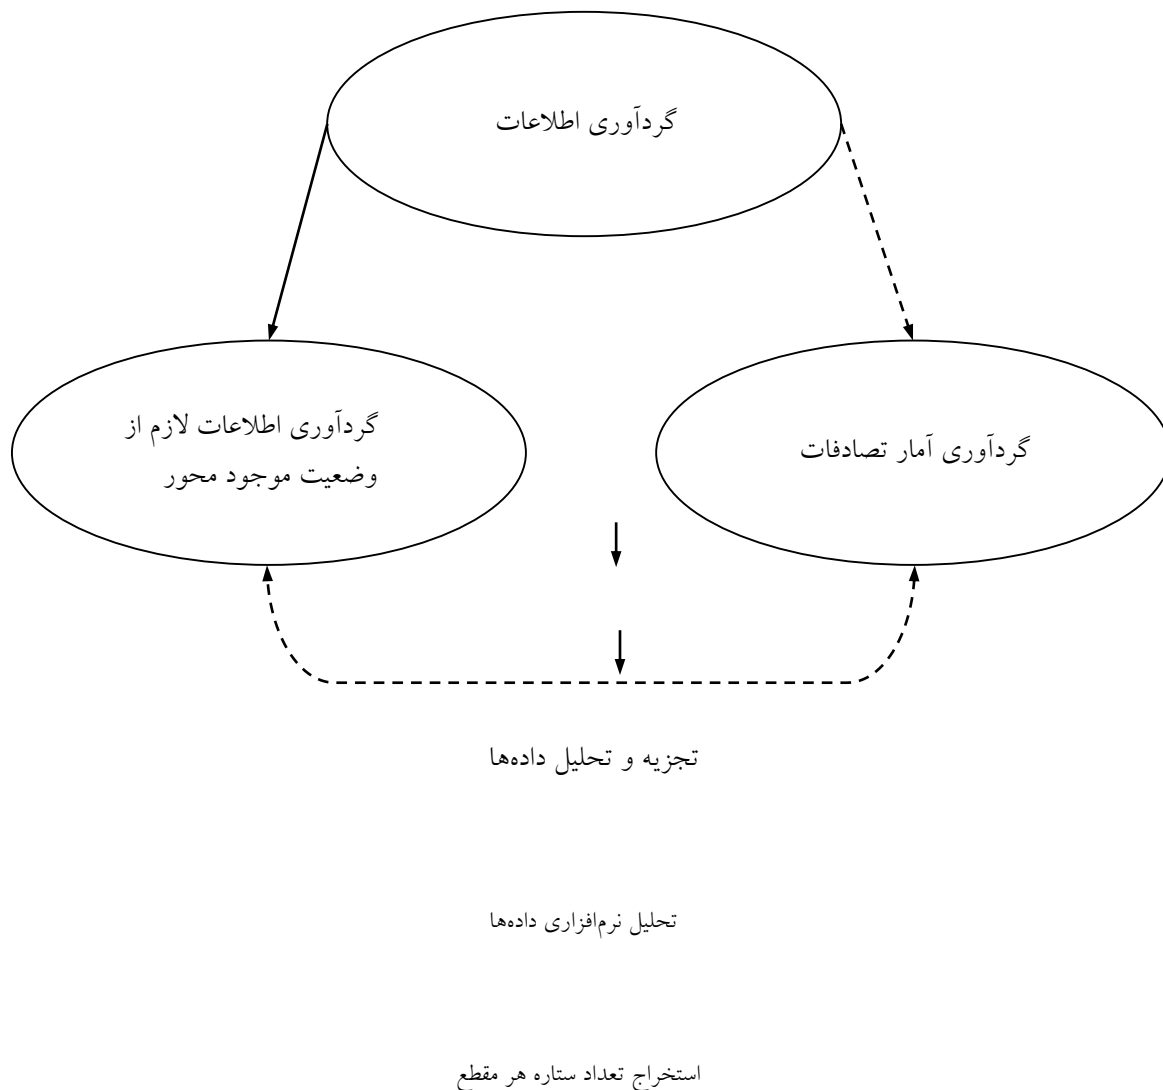 گردآوری اطلاعات
گردآوری آمار تصادفات
گردآوری اطلاعات لازم از
وضعیت موجود محور
تجزیه و تحلیل داده‌ها
تحلیل نرم‌افزاری داده‌ها
استخراج تعداد ستاره هر مقطع